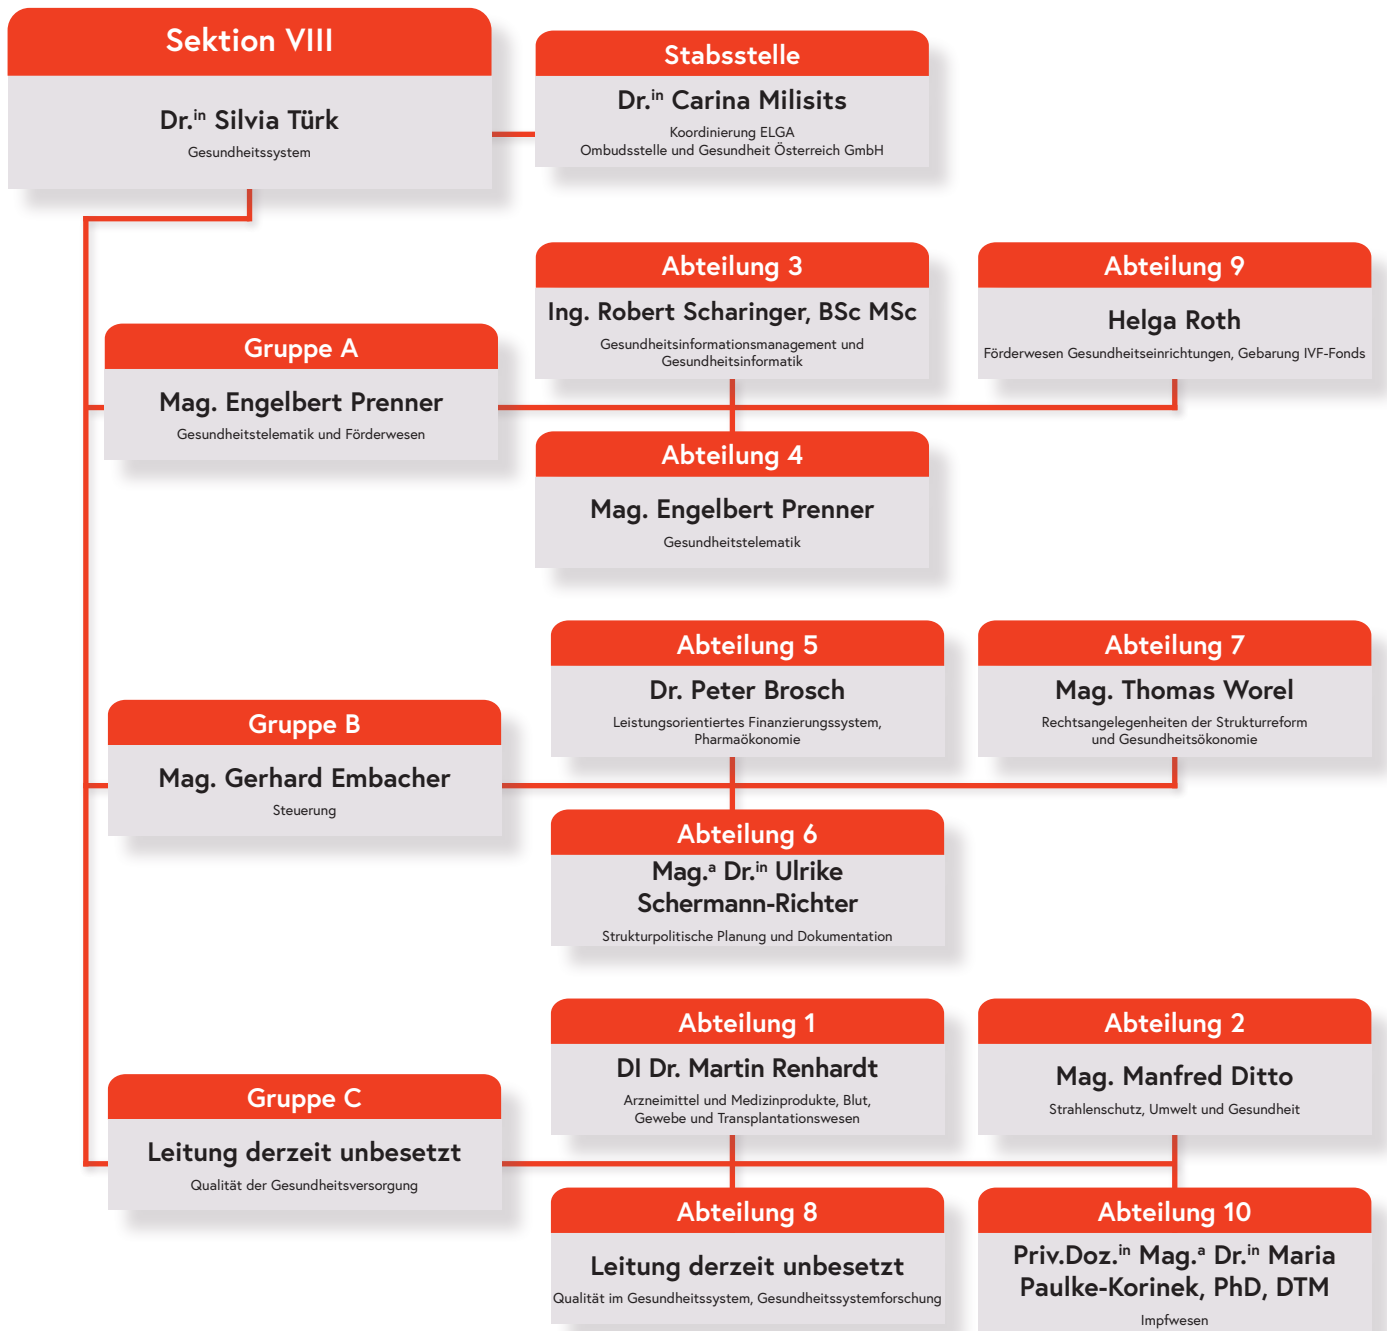 Sektion VIII
Dr.ⁱⁿ Silvia Türk
Gesundheitssystem
Stabsstelle
Dr.ⁱⁿ Carina Milisits
Koordinierung ELGA
Ombudsstelle und Gesundheit Österreich GmbH
Gruppe A
Mag. Engelbert Prenner
Gesundheitstelematik und Förderwesen
Abteilung 3
Ing. Robert Scharinger, BSc MSc
Gesundheitsinformationsmanagement und
Gesundheitsinformatik
Abteilung 9
Helga Roth
Förderwesen Gesundheitseinrichtungen, Gebarung IVF-Fonds
Abteilung 4
Mag. Engelbert Prenner
Gesundheitstelematik
Gruppe B
Mag. Gerhard Embacher
Steuerung
Abteilung 5
Dr. Peter Brosch
Leistungsorientiertes Finanzierungssystem,
Pharmaökonomie
Abteilung 7
Mag. Thomas Worel
Rechtsangelegenheiten der Strukturreform
und Gesundheitsökonomie
Abteilung 6
Mag.ᵃ Dr.ⁱⁿ Ulrike
Schermann-Richter
Strukturpolitische Planung und Dokumentation
Gruppe C
Leitung derzeit unbesetzt
Qualität der Gesundheitsversorgung
Abteilung 1
DI Dr. Martin Renhardt
Arzneimittel und Medizinprodukte, Blut,
Gewebe und Transplantationswesen
Abteilung 2
Mag. Manfred Ditto
Strahlenschutz, Umwelt und Gesundheit
Abteilung 8
Leitung derzeit unbesetzt
Qualität im Gesundheitssystem, Gesundheitssystemforschung
Abteilung 10
Priv.Doz.ⁱⁿ Mag.ᵃ Dr.ⁱⁿ Maria
Paulke-Korinek, PhD, DTM
Impfwesen